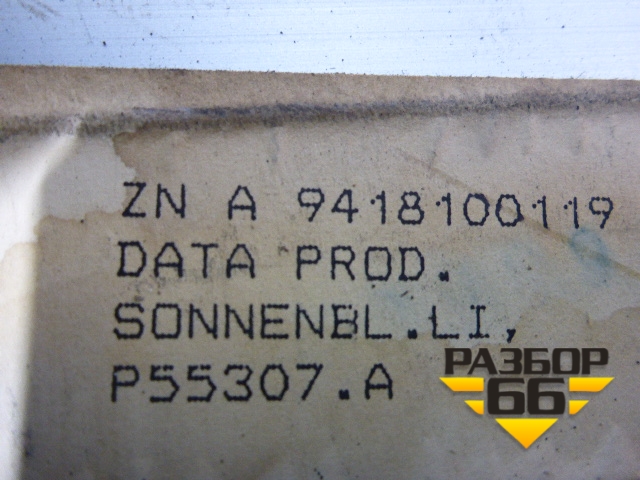 ZN A 9418100119
DATA PROD.
SONNENBL.LI,
P55307.A
РАЗБОР
66